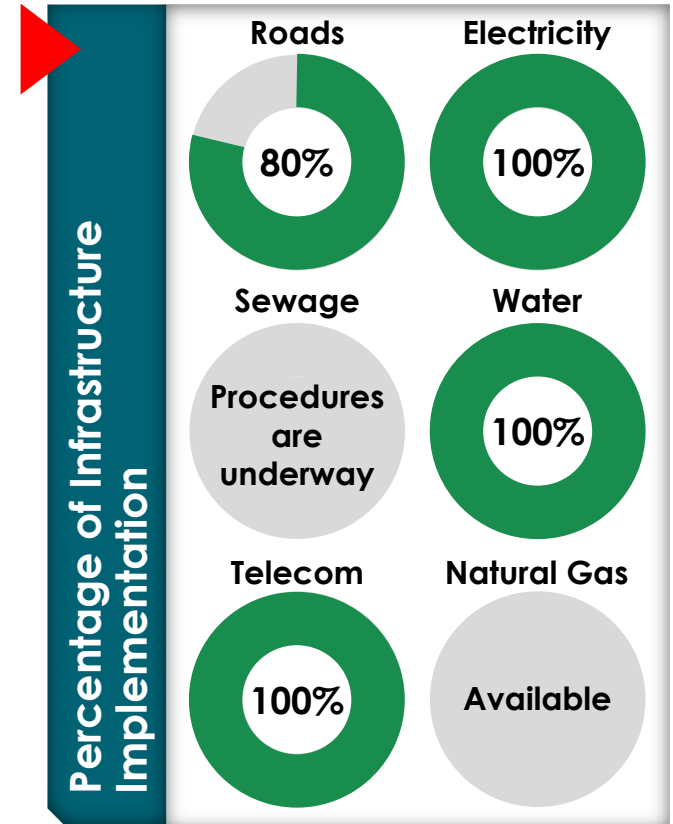 Percentage of Infrastructure
Implementation
Roads
80%
Electricity
100%
Sewage
Procedures
are
underway
Water
100%
Telecom
100%
Natural Gas
Available